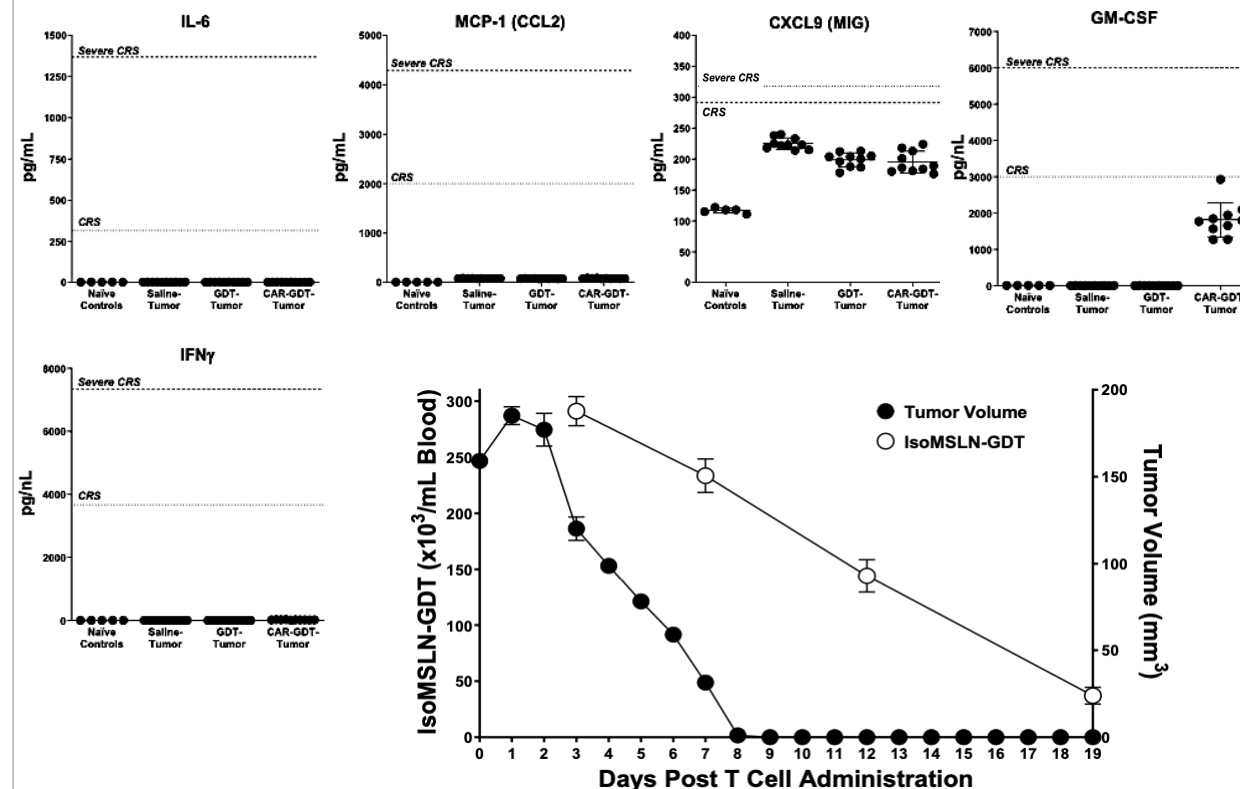 IL-6
1500
1250
1000
750
500
250
0
pg/mL
Severe CRS
CRS
Naïve Controls
Saline-Tumor
GDT-Tumor
CAR-GDT-Tumor
MCP-1 (CCL2)
5000
4000
3000
2000
1000
0
pg/mL
CRS
Naïve Controls
Saline-Tumor
GDT-Tumor
CAR-GDT-Tumor
CXCL9 (MIG)
400
350
300
250
200
150
100
50
0
pg/mL
Severe CRS
CRS
Naïve Controls
Saline-Tumor
GDT-Tumor
CAR-GDT-Tumor
GM-CSF
7000
6000
5000
4000
3000
2000
1000
0
pg/mL
Severe CRS
CRS
Naïve Controls
Saline-Tumor
GDT-Tumor
CAR-GDT
Tumor
IFNγ
8000
6000
4000
2000
0
pg/nL
Severe CRS
CRS
Naïve Controls
Saline-Tumor
GDT-Tumor
CAR-GDT-Tumor
IsoMSLN-GDT (x10³/mL Blood)
300
250
200
150
100
50
0
Tumor Volume
IsoMSLN-GDT
200
150
100
50
0
Tumor Volume (mm³)
0 1 2 3 4 5 6 7 8 9 10 11 12 13 14 15 16 17 18 19
Days Post T Cell Administration